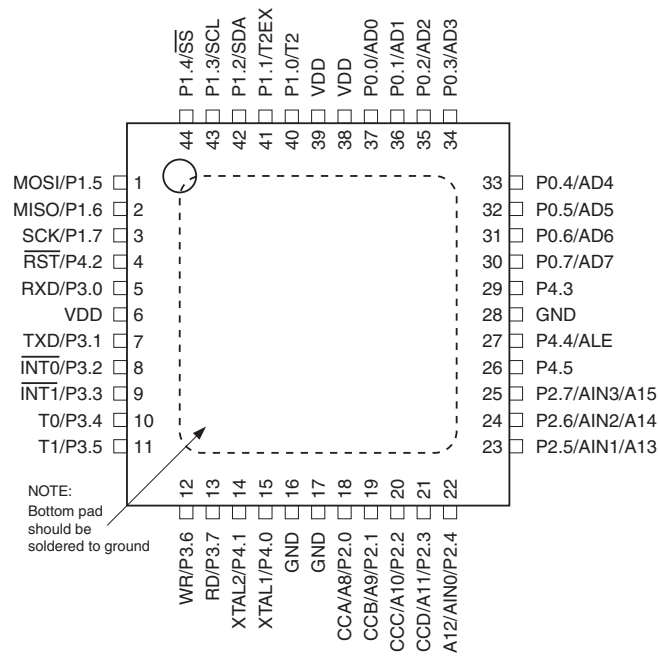 P1.4/S̅S̅
P1.3/SCL
P1.2/SDA
P1.1/T2EX
P1.0/T2
VDD
VDD
P0.0/AD0
P0.1/AD1
P0.2/AD2
P0.3/AD3
44
43
42
41
40
39
38
37
36
35
34
MOSI/P1.5 1
MISO/P1.6 2
SCK/P1.7 3
R̅S̅T̅/P4.2 4
RXD/P3.0 5
VDD 6
TXD/P3.1 7
I̅N̅T̅0̅/P3.2 8
I̅N̅T̅1̅/P3.3 9
T0/P3.4 10
T1/P3.5 11
33 P0.4/AD4
32 P0.5/AD5
31 P0.6/AD6
30 P0.7/AD7
29 P4.3
28 GND
27 P4.4/ALE
26 P4.5
25 P2.7/AIN3/A15
24 P2.6/AIN2/A14
23 P2.5/AIN1/A13
NOTE:
Bottom pad
should be
soldered to ground
12
13
14
15
16
17
18
19
20
21
22
WR/P3.6
RD/P3.7
XTAL2/P4.1
XTAL1/P4.0
GND
GND
CCA/A8/P2.0
CCB/A9/P2.1
CCC/A10/P2.2
CCD/A11/P2.3
A12/AIN0/P2.4